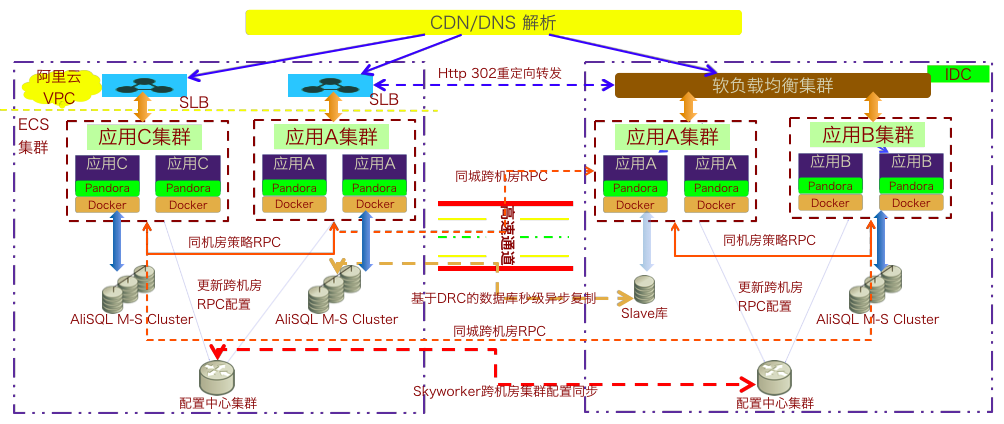 CDN/DNS 解析
阿里云
VPC
SLB
SLB
Http 302重定向转发
软负载均衡集群
IDC
ECS
集群
应用C集群
应用C
应用C
Pandora
Pandora
Docker
Docker
应用A集群
应用A
应用A
Pandora
Pandora
Docker
Docker
应用A集群
应用A
应用A
Pandora
Pandora
Docker
Docker
应用B集群
应用B
应用B
Pandora
Pandora
Docker
Docker
同城跨机房RPC
高速通道
同机房策略RPC
同机房策略RPC
更新跨机房
RPC配置
更新跨机房
RPC配置
基于DRC的数据库秒级异步复制
AliSQL M-S Cluster
AliSQL M-S Cluster
Slave库
AliSQL M-S Cluster
同城跨机房RPC
Skyworker跨机房集群配置同步
配置中心集群
配置中心集群